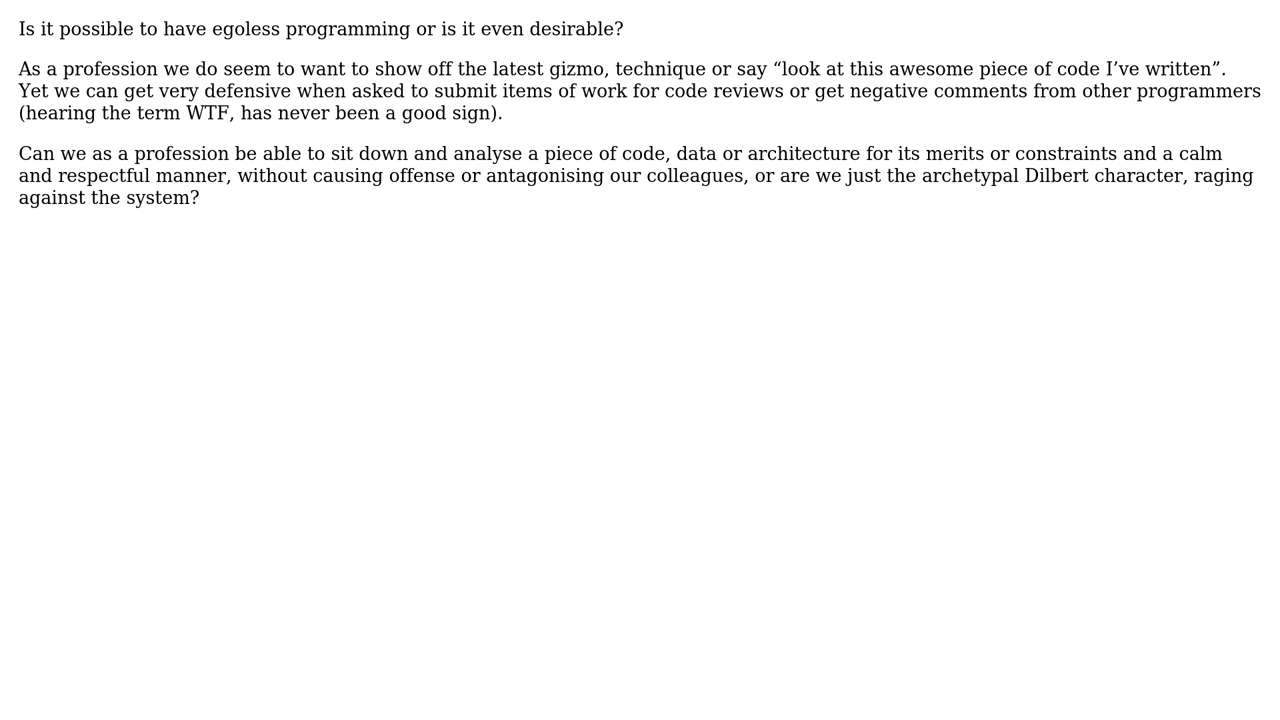 Is it possible to have egoless programming or is it even desirable?
As a profession we do seem to want to show off the latest gizmo, technique or say “look at this awesome piece of code I’ve written”.
Yet we can get very defensive when asked to submit items of work for code reviews or get negative comments from other programmers
(hearing the term WTF, has never been a good sign).
Can we as a profession be able to sit down and analyse a piece of code, data or architecture for its merits or constraints and a calm
and respectful manner, without causing offense or antagonising our colleagues, or are we just the archetypal Dilbert character, raging
against the system?